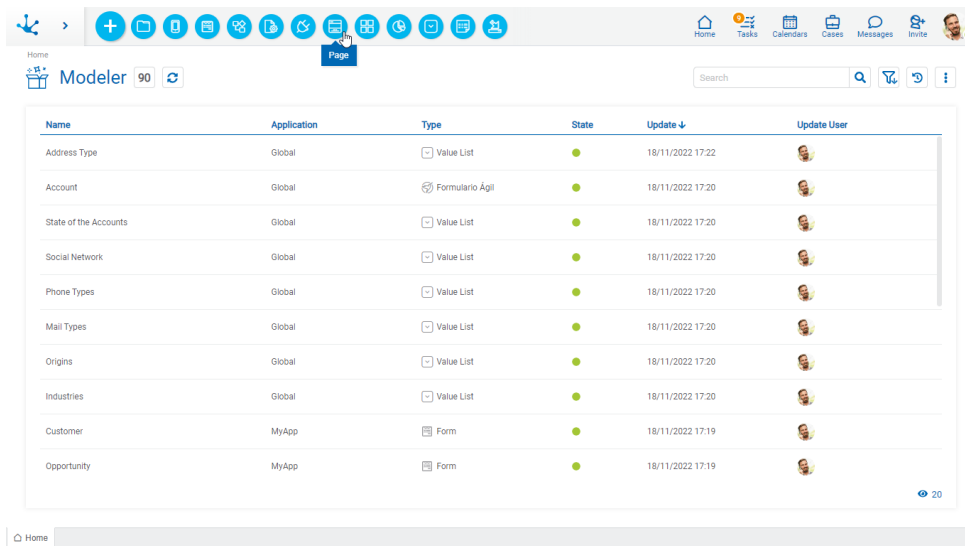 9
Home
Tasks
Calendars
Cases
Messages
Invite
Home
Page
Modeler 90
Search
Name Application Type State Update Update User
Address Type Global Value List 18/11/2022 17:22
Account Global Formulario Ágil 18/11/2022 17:20
State of the Accounts Global Value List 18/11/2022 17:20
Social Network Global Value List 18/11/2022 17:20
Phone Types Global Value List 18/11/2022 17:20
Mail Types Global Value List 18/11/2022 17:20
Origins Global Value List 18/11/2022 17:20
Industries Global Value List 18/11/2022 17:20
Customer MyApp Form 18/11/2022 17:19
Opportunity MyApp Form 18/11/2022 17:19
20
Home